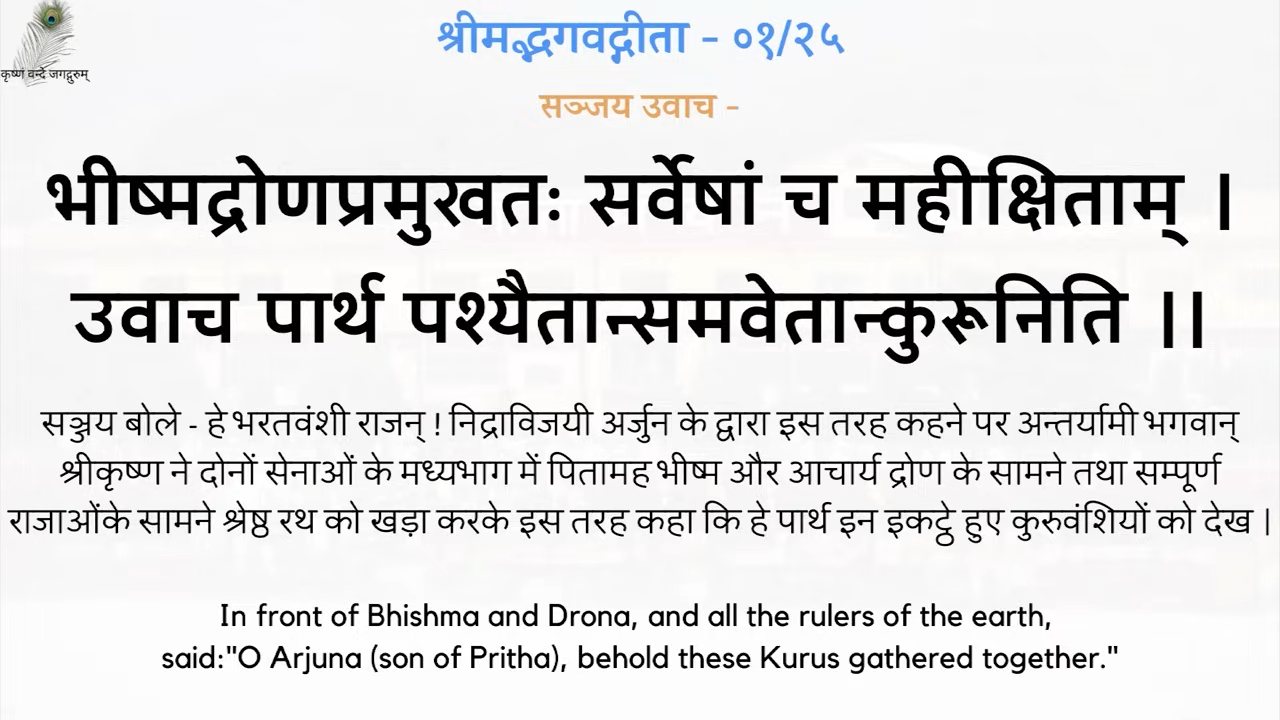 कृष्णं वन्दे जगद्गुरुम्
श्रीमद्भगवद्गीता - ०१/२५
सञ्जय उवाच -
भीष्मद्रोणप्रमुखतः सर्वेषां च महीक्षिताम् ।
उवाच पार्थ पश्यैतान्समवेतान्कुरूनिति ।।
सञ्जय बोले - हे भरतवंशी राजन् ! निद्राविजयी अर्जुन के द्वारा इस तरह कहने पर अन्तर्यामी भगवान्
श्रीकृष्ण ने दोनों सेनाओं के मध्यभाग में पितामह भीष्म और आचार्य द्रोण के सामने तथा सम्पूर्ण
राजाओंके सामने श्रेष्ठ रथ को खड़ा करके इस तरह कहा कि हे पार्थ इन इकट्ठे हुए कुरुवंशियों को देख |
In front of Bhishma and Drona, and all the rulers of the earth,
said:"O Arjuna (son of Pritha), behold these Kurus gathered together."